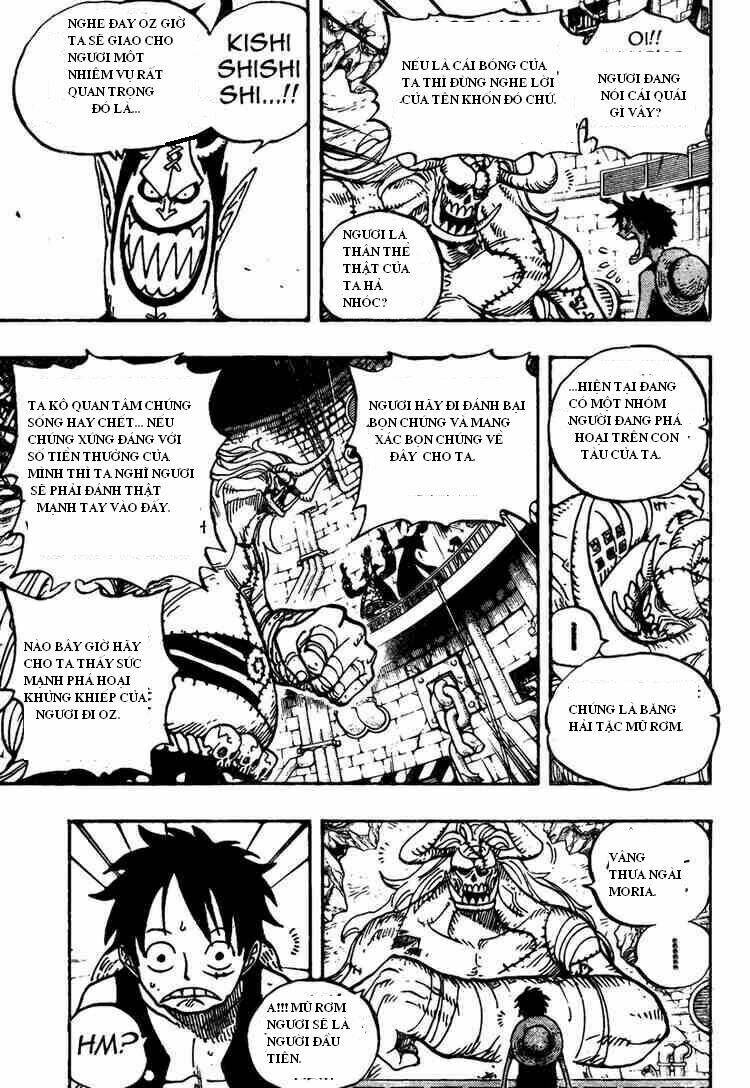 OI!!
NGƯƠI ĐANG
NÓI CÁI QUÁI
GÌ VẬY?
NẾU LÀ CÁI BÓNG CỦA
TA THÌ ĐỪNG NGHE LỜI
CỦA TÊN KHỐN ĐÓ CHỨ.
NGƯƠI LÀ
THÂN THỂ
THẬT CỦA
TA HẢ
NHÓC?
KISHI
SHISHI
SHI...!!
NGHE ĐÂY OZ GIỜ
TA SẼ GIAO CHO
NGƯƠI MỘT
NHIỆM VỤ RẤT
QUAN TRỌNG
ĐÓ LÀ...
...HIỆN TẠI ĐANG
CÓ MỘT NHÓM
NGƯỜI ĐANG PHÁ
HOẠI TRÊN CON
TÀU CỦA TA.
CHÚNG LÀ BĂNG
HẢI TẶC MŨ RƠM.
NGƯƠI HÃY ĐI ĐÁNH BẠI
BỌN CHÚNG VÀ MANG
XÁC BỌN CHÚNG VỀ
ĐÂY CHO TA.
TA KÔ QUAN TÂM CHÚNG
SỐNG HAY CHẾT... NẾU
CHÚNG XỨNG ĐÁNG VỚI
SỐ TIỀN THƯỞNG CỦA
MÌNH THÌ TA NGHĨ NGƯƠI
SẼ PHẢI ĐÁNH THẬT
MẠNH TAY VÀO ĐẤY.
NÀO BÂY GIỜ HÃY
CHO TA THẤY SỨC
MẠNH PHÁ HOẠI
KHỦNG KHIẾP CỦA
NGƯƠI ĐI OZ.
VÂNG
THƯA NGÀI
MORIA.
A!!! MŨ RƠM
NGƯƠI SẼ LÀ
NGƯỜI ĐẦU
TIÊN.
HM?